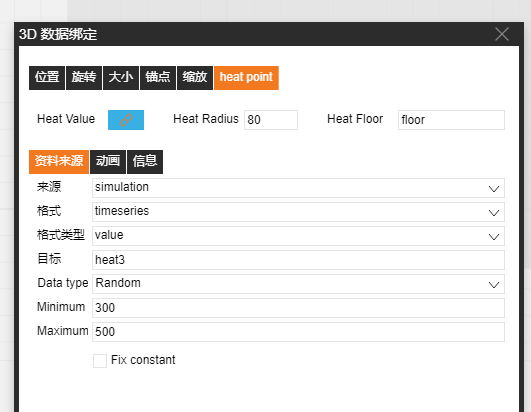 3D 数据绑定
位置 旋转 大小 锚点 缩放 heat point
Heat Value Heat Radius 80 Heat Floor floor
资料来源 动画 信息
来源 simulation
格式 timeseries
格式类型 value
目标 heat3
Data type Random
Minimum 300
Maximum 500
Fix constant